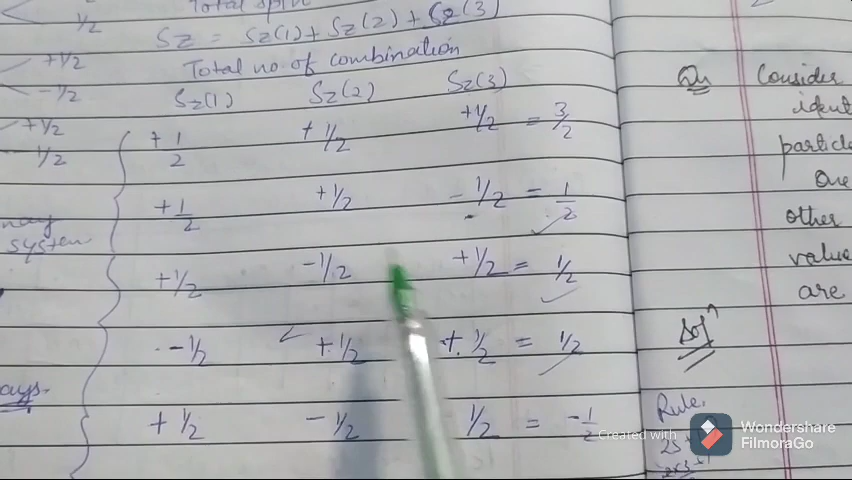 Total spin
1/2
Sz = Sz(1) + Sz(2) + Sz(3)
+1/2
Total no. of combination
- 1/2
Sz(1) Sz(2) Sz(3)
+1/2
- 1/2
+ 1/2 + 1/2 +1/2 = 3/2
+ 1/2 +1/2 - 1/2 = 1/2
system
+1/2 -1/2 +1/2 = 1/2
- 1/2 + 1/2 + 1/2 = 1/2
ays.
+ 1/2 - 1/2 1/2 = -1/2
Qn Consider
ident
particle
One
other
value
are
Solⁿ
Rule.
Created with Wondershare FilmoraGo